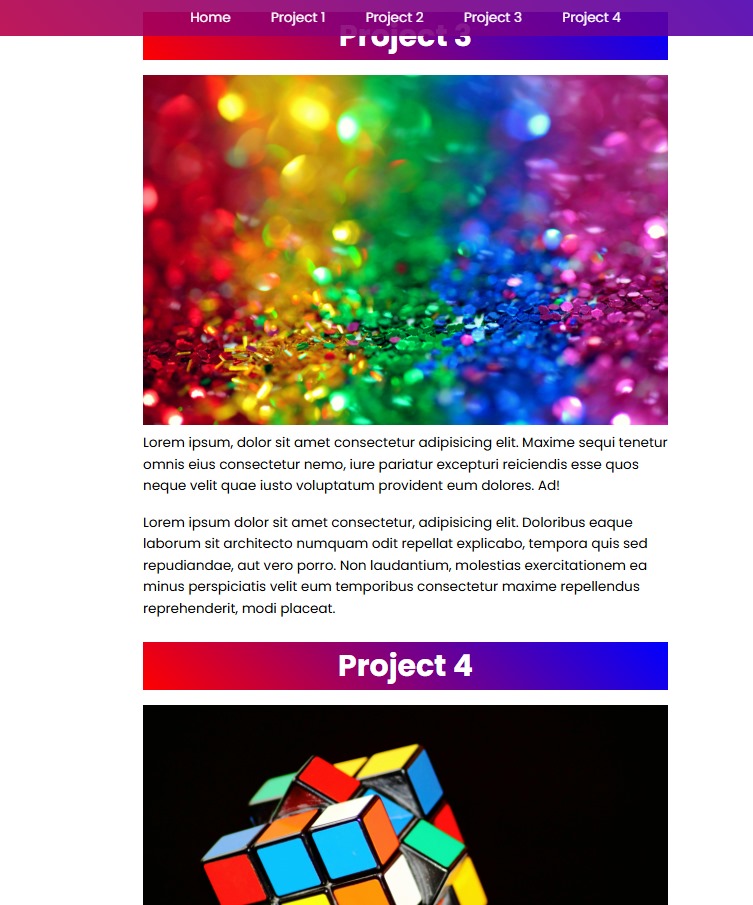 Home Project 1 Project 2 Project 3 Project 4
Project 3
Lorem ipsum, dolor sit amet consectetur adipisicing elit. Maxime sequi tenetur
omnis eius consectetur nemo, iure pariatur excepturi reiciendis esse quos
neque velit quae iusto voluptatum provident eum dolores. Ad!
Lorem ipsum dolor sit amet consectetur, adipisicing elit. Doloribus eaque
laborum sit architecto numquam odit repellat explicabo, tempora quis sed
repudiandae, aut vero porro. Non laudantium, molestias exercitationem ea
minus perspiciatis velit eum temporibus consectetur maxime repellendus
reprehenderit, modi placeat.
Project 4